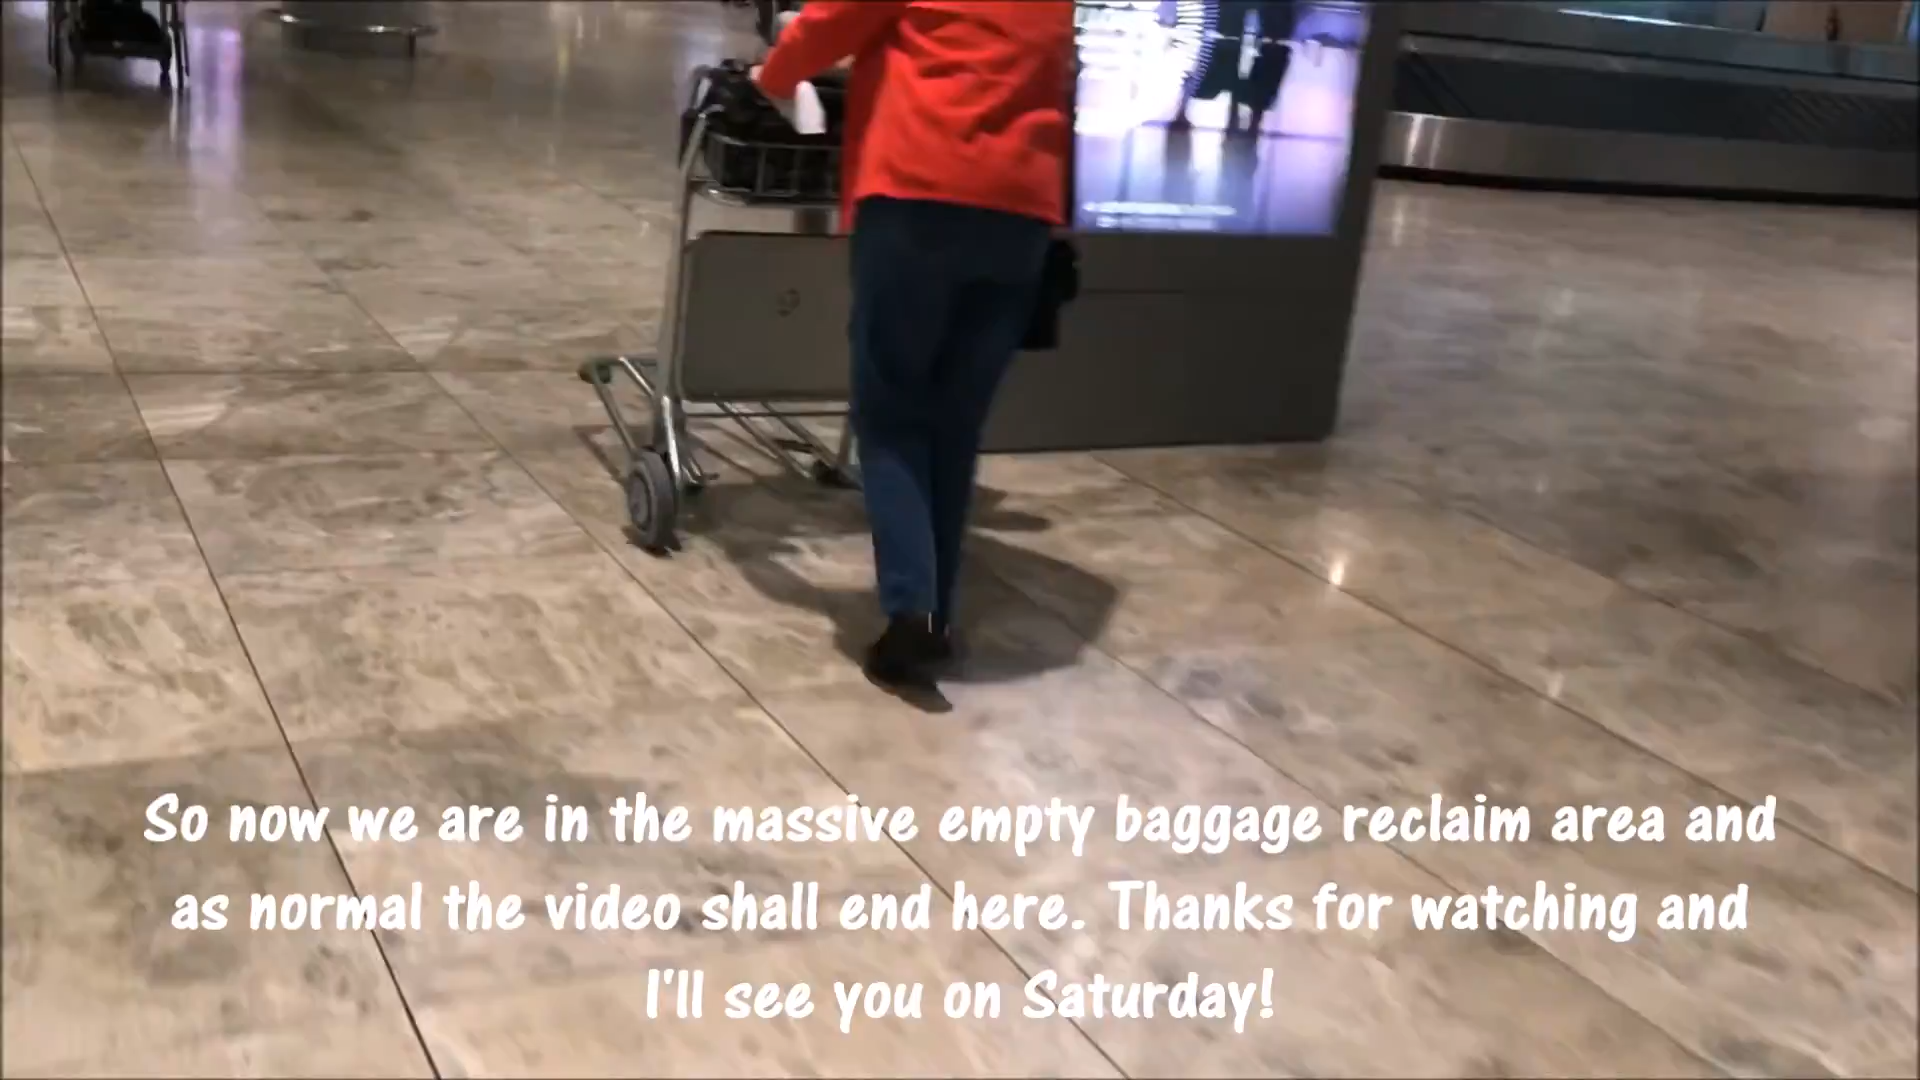 So now we are in the massive empty baggage reclaim area and
as normal the video shall end here. Thanks for watching and
I'll see you on Saturday!